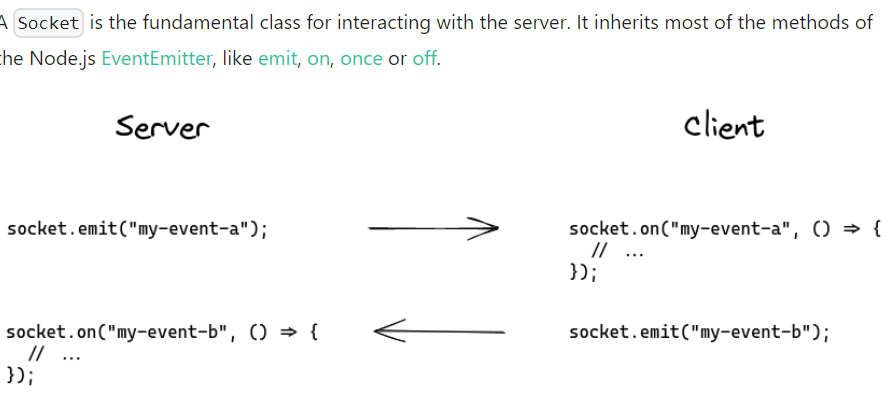 A Socket is the fundamental class for interacting with the server. It inherits most of the methods of
the Node.js EventEmitter, like emit, on, once or off.
Server
Client
socket.emit("my-event-a");
socket.on("my-event-a", () => {
// ...
});
socket.on("my-event-b", () => {
// ...
});
socket.emit("my-event-b");